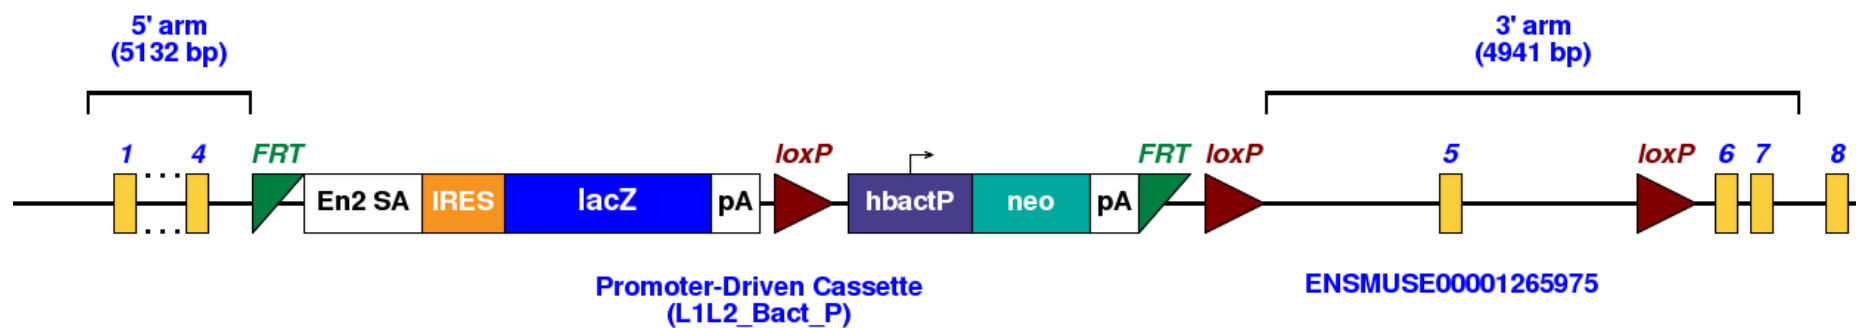 5' arm
(5132 bp)
3' arm
(4941 bp)
1 ... 4 FRT loxP FRT loxP 5 loxP 6 7 8
En2 SA IRES lacZ pA hbactP neo pA
...
Promoter-Driven Cassette
(L1L2_Bact_P)
ENSMUSE00001265975